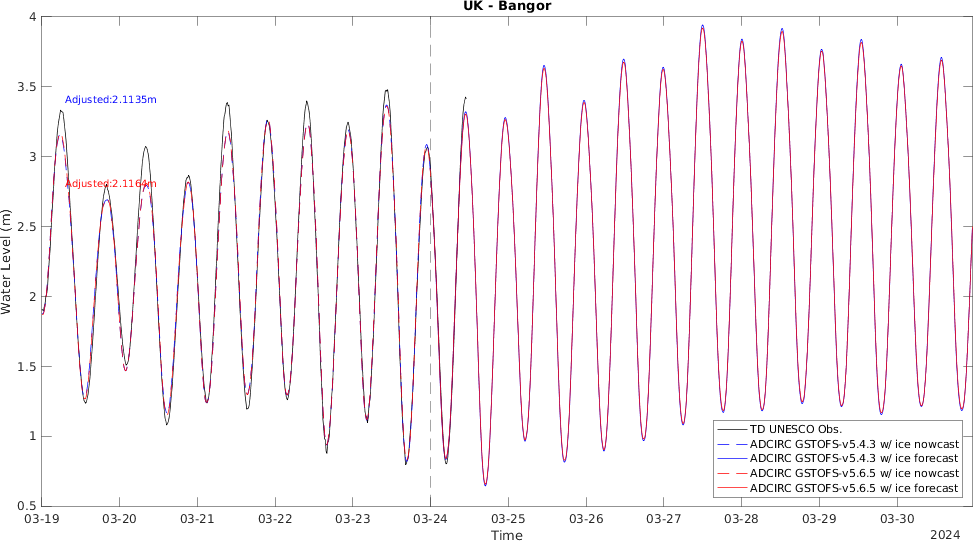 UK - Bangor
4
3.5
3
2.5
2
1.5
1
0.5
Water Level (m)
Adjusted:2.1135m
Adjusted:2.1164m
TD UNESCO Obs.
ADCIRC GSTOFS-v5.4.3 w/ ice nowcast
ADCIRC GSTOFS-v5.4.3 w/ ice forecast
ADCIRC GSTOFS-v5.6.5 w/ ice nowcast
ADCIRC GSTOFS-v5.6.5 w/ ice forecast
03-19 03-20 03-21 03-22 03-23 03-24 03-25 03-26 03-27 03-28 03-29 03-30
Time
2024